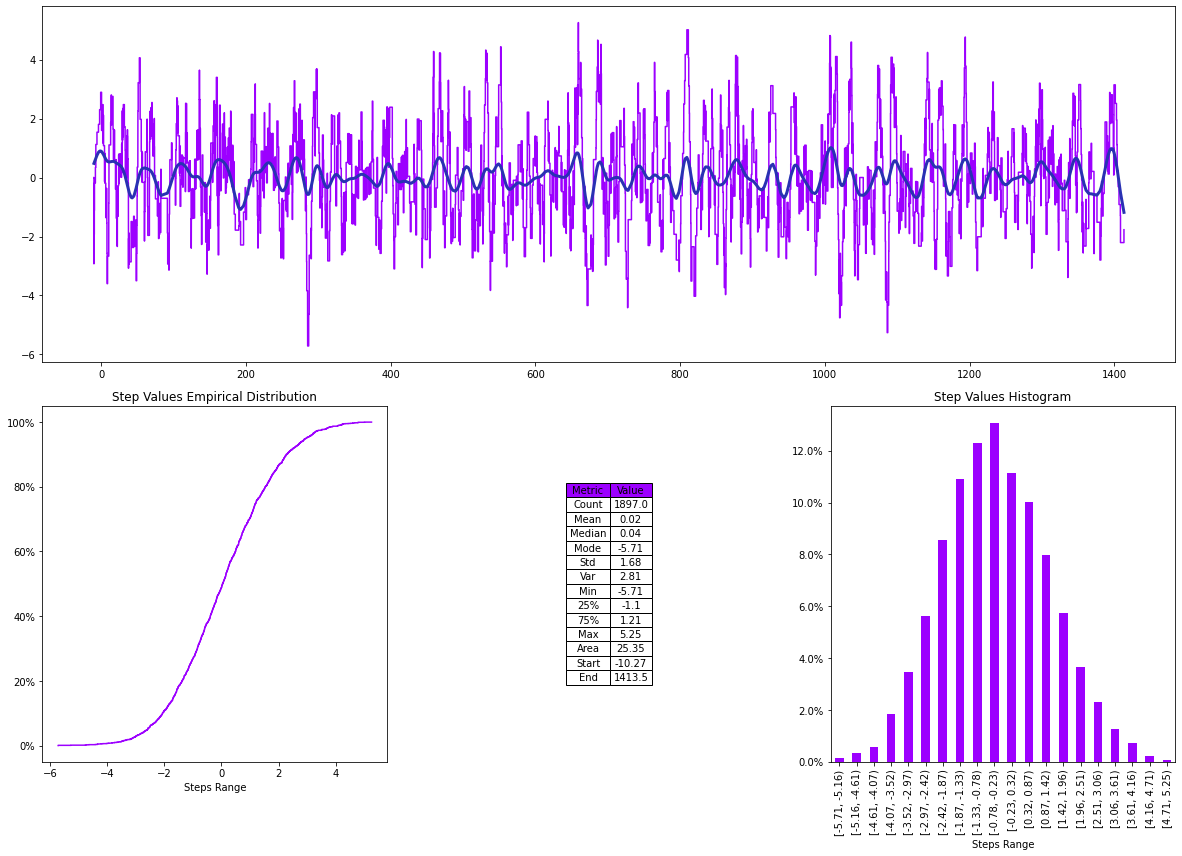 4
2
0
−2
−4
−6
0 200 400 600 800 1000 1200 1400
Step Values Empirical Distribution
100%
80%
60%
40%
20%
0%
−6 −4 −2 0 2 4
Steps Range
Metric Value
Count 1897.0
Mean 0.02
Median 0.04
Mode -5.71
Std 1.68
Var 2.81
Min -5.71
25% -1.1
75% 1.21
Max 5.25
Area 25.35
Start -10.27
End 1413.5
Step Values Histogram
12.0%
10.0%
8.0%
6.0%
4.0%
2.0%
0.0%
[-5.71, -5.16)
[-5.16, -4.61)
[-4.61, -4.07)
[-4.07, -3.52)
[-3.52, -2.97)
[-2.97, -2.42)
[-2.42, -1.87)
[-1.87, -1.33)
[-1.33, -0.78)
[-0.78, -0.23)
[-0.23, 0.32)
[0.32, 0.87)
[0.87, 1.42)
[1.42, 1.96)
[1.96, 2.51)
[2.51, 3.06)
[3.06, 3.61)
[3.61, 4.16)
[4.16, 4.71)
[4.71, 5.25)
Steps Range